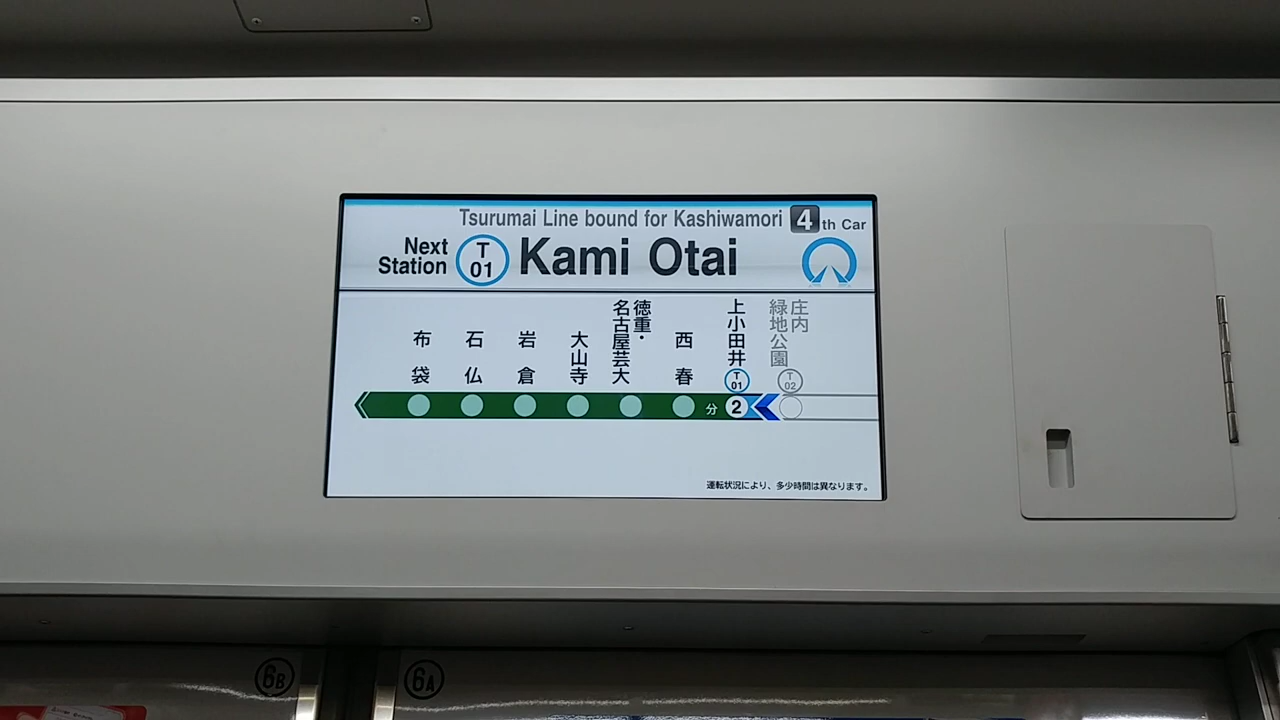 Tsurumai Line bound for Kashiwamori 4 th Car
Next Station
T 01
Kami Otai
布袋
石仏
岩倉
大山寺
徳重・
名古屋芸大
西春
上小田井
T 01
庄内
緑地公園
T 02
分
2
運転状況により、多少時間は異なります。
6B
6A